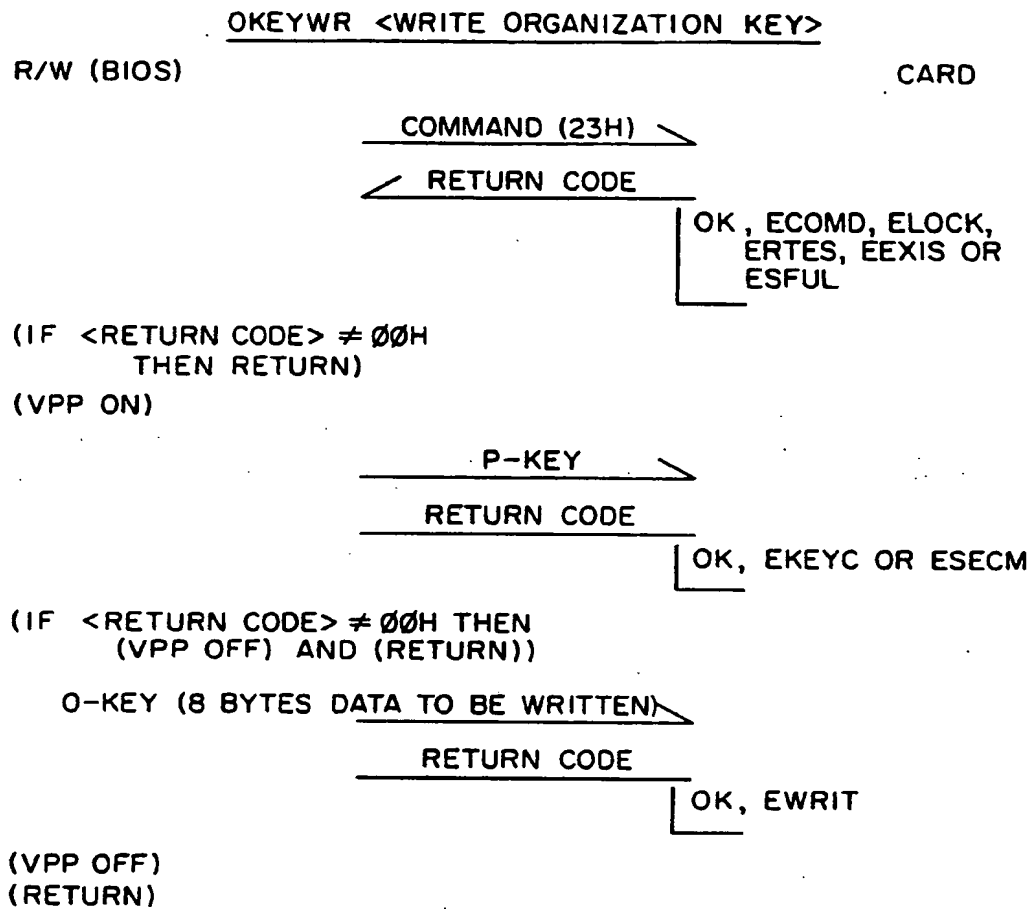 OKEYWR <WRITE ORGANIZATION KEY>
R/W (BIOS) CARD
COMMAND (23H)
RETURN CODE
OK, ECOMD, ELOCK,
ERTES, EEXIS OR
ESFUL
(IF <RETURN CODE> ≠ ØØH
THEN RETURN)
(VPP ON)
P-KEY
RETURN CODE
OK, EKEYC OR ESECM
(IF <RETURN CODE> ≠ ØØH THEN
(VPP OFF) AND (RETURN))
O-KEY (8 BYTES DATA TO BE WRITTEN)
RETURN CODE
OK, EWRIT
(VPP OFF)
(RETURN)